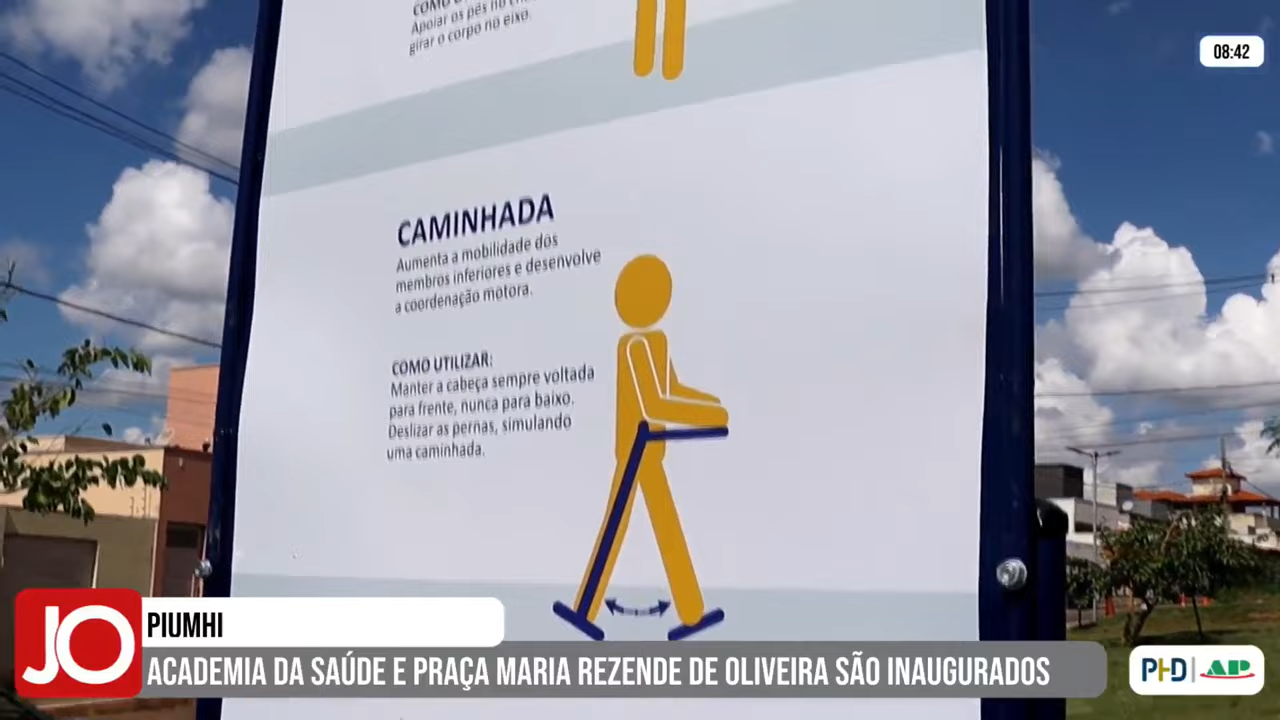 Apoiar os pés no
girar o corpo no eixo.
08:42
CAMINHADA
Aumenta a mobilidade dos
membros inferiores e desenvolve
a coordenação motora.
COMO UTILIZAR:
Manter a cabeça sempre voltada
para frente, nunca para baixo.
Deslizar as pernas, simulando
uma caminhada.
JO
PIUMHI
ACADEMIA DA SAÚDE E PRAÇA MARIA REZENDE DE OLIVEIRA SÃO INAUGURADOS
PHD | AP